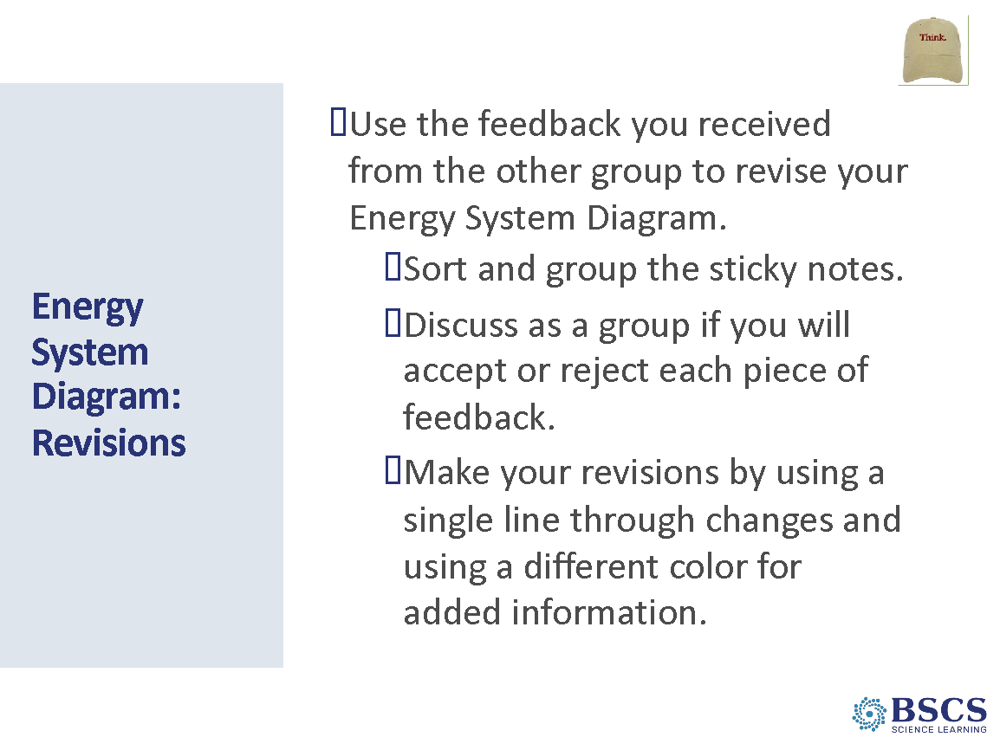 Think.
Energy
System
Diagram:
Revisions
Use the feedback you received
from the other group to revise your
Energy System Diagram.
Sort and group the sticky notes.
Discuss as a group if you will
accept or reject each piece of
feedback.
Make your revisions by using a
single line through changes and
using a different color for
added information.
BSCS
SCIENCE LEARNING